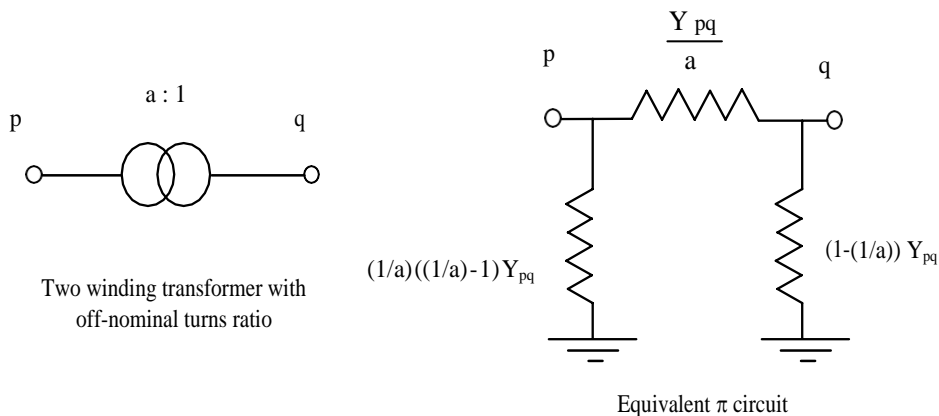 a : 1
p
q
Two winding transformer with
off-nominal turns ratio
Y pq
a
p
q
(1/a)((1/a)-1)Ypq
(1-(1/a)) Ypq
Equivalent π circuit